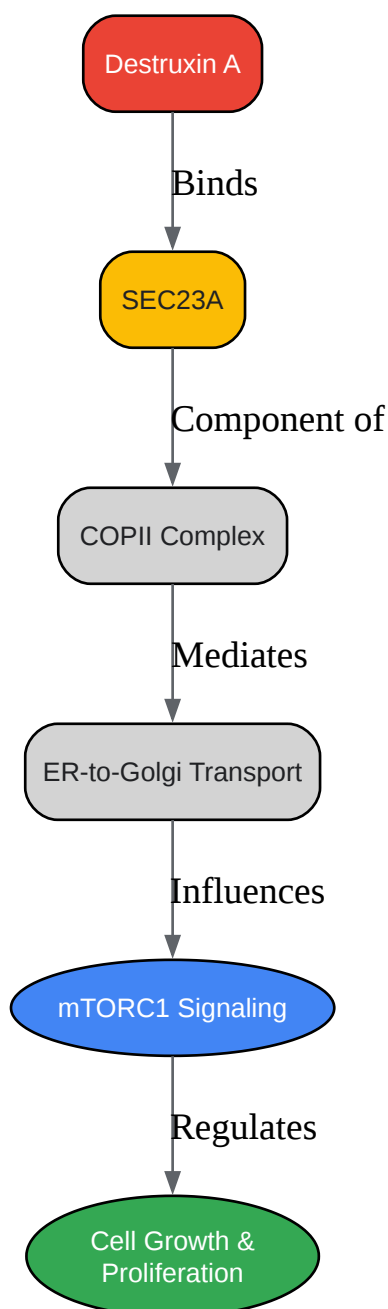 Destruxin A
Binds
SEC23A
Component of
COPII Complex
Mediates
ER-to-Golgi Transport
Influences
mTORC1 Signaling
Regulates
Cell Growth &
Proliferation